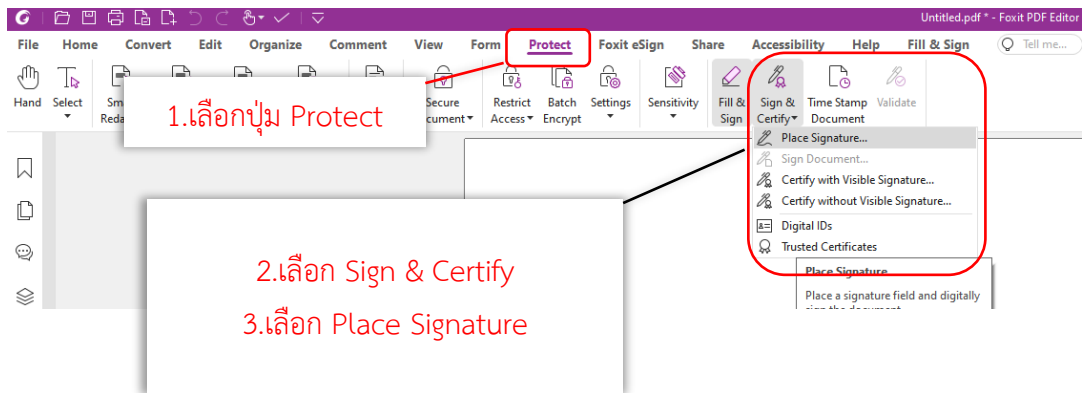 Untitled.pdf * - Foxit PDF Editor
File Home Convert Edit Organize Comment View Form Protect Foxit eSign Share Accessibility Help Fill & Sign Tell me...
Hand Select Secure Restrict Access Batch Encrypt Settings Sensitivity Fill & Sign Sign & Certify Time Stamp Document Validate
1.เลือกปุ่ม Protect
Place Signature...
Sign Document...
Certify with Visible Signature...
Certify without Visible Signature...
Digital IDs
Trusted Certificates
Place Signature
Place a signature field and digitally
sign the document
2.เลือก Sign & Certify
3.เลือก Place Signature